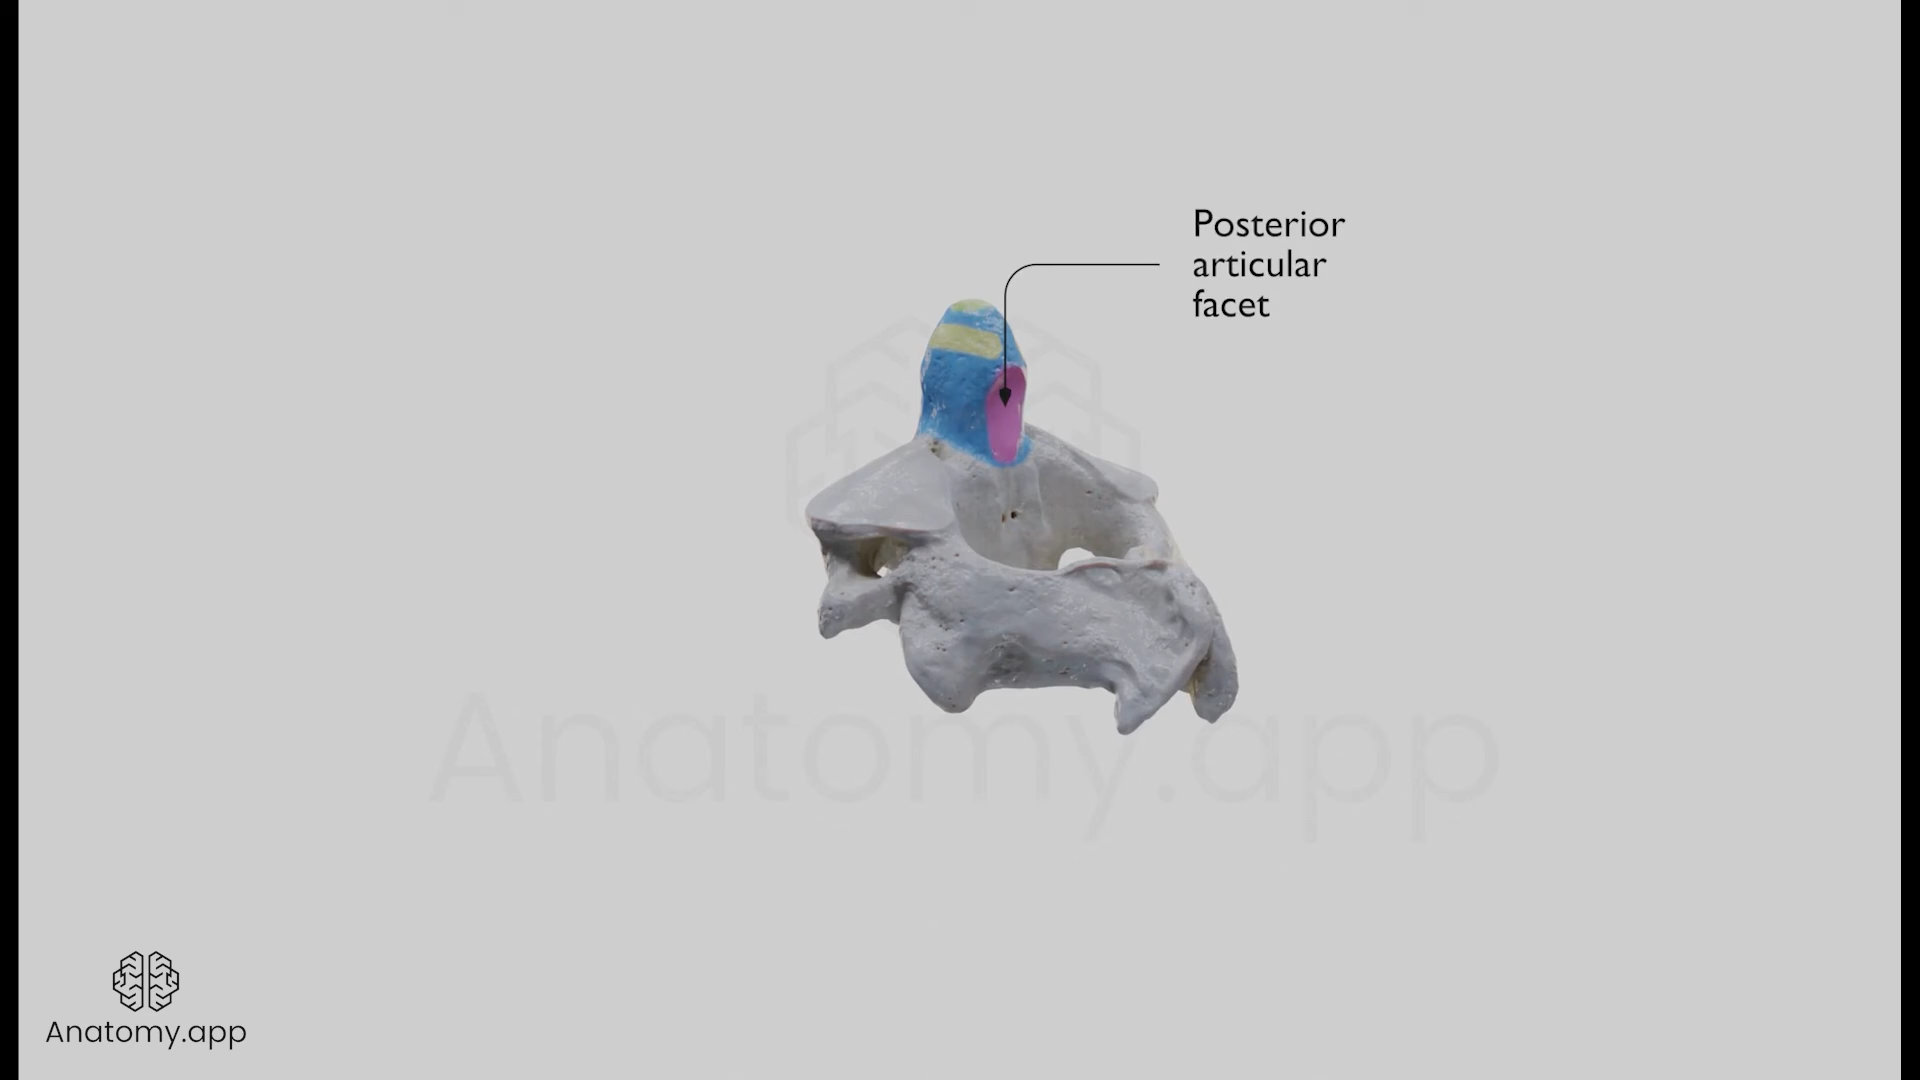 Posterior
articular
facet
Anatomy.app
Anatomy.app